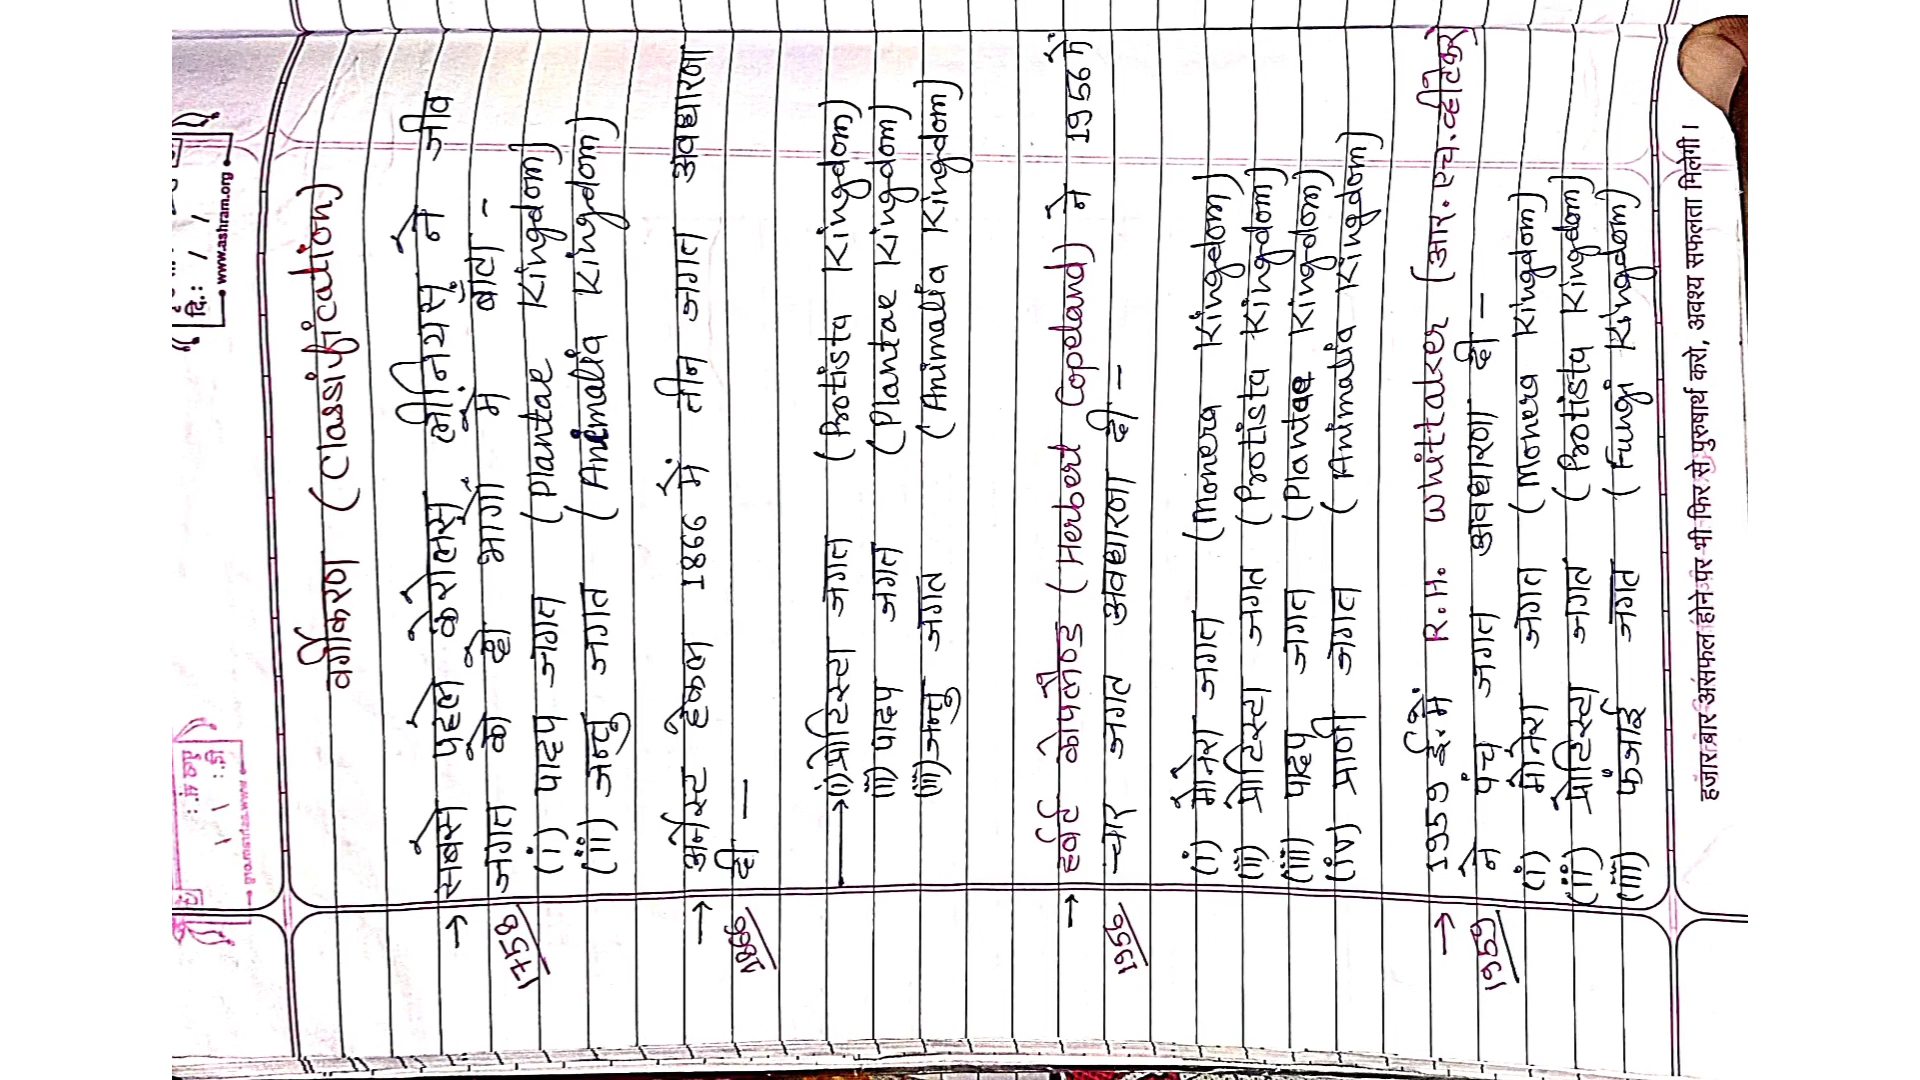 दि.: / /
www.ashram.org
वर्गीकरण (Classification)
→ सबसे पहले केरोलस लीनियस ने जीव
1758 जगत को दो भागों में बांटा -
(i) पादप जगत (Plantae Kingdom)
(ii) जन्तु जगत (Animalia Kingdom)
→ अर्नेस्ट हेकल 1866 में तीन जगत अवधारणा
1866 दी —
→ (i) प्रोटिस्टा जगत (Protista Kingdom)
(ii) पादप जगत (Plantae Kingdom)
(iii) जन्तु जगत (Animalia Kingdom)
→ हर्बर्ट कोपलैण्ड (Herbert Copeland) ने 1956 में
1956 चार जगत अवधारणा दी —
(i) मोनेरा जगत (Monera Kingdom)
(ii) प्रोटिस्टा जगत (Protista Kingdom)
(iii) पादप जगत (Plantae Kingdom)
(iv) प्राणी जगत (Animalia Kingdom)
→ 1959 ई. में R.H. Whittaker (आर. एच. व्हीटेकर)
1959 ने पंच जगत अवधारणा दी —
(i) मोनेरा जगत (Monera Kingdom)
(ii) प्रोटिस्टा जगत (Protista Kingdom)
(iii) फंजाई जगत (Fungi Kingdom)
हजार बार असफल होने पर भी फिर से पुरुषार्थ करो, अवश्य सफलता मिलेगी।